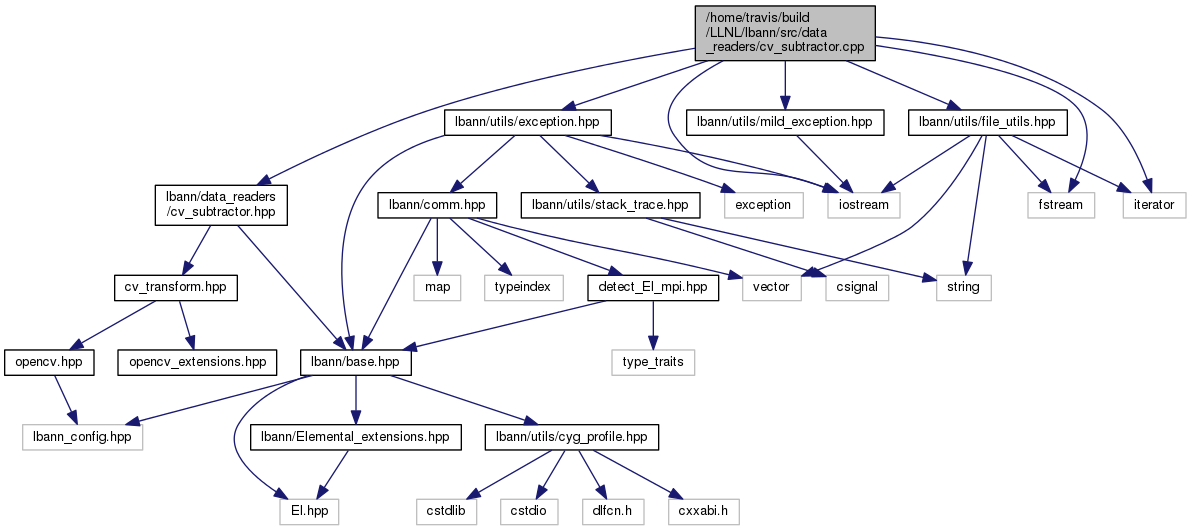 /home/travis/build
/LLNL/lbann/src/data
_readers/cv_subtractor.cpp
lbann/utils/exception.hpp
lbann/utils/mild_exception.hpp
lbann/utils/file_utils.hpp
lbann/data_readers
/cv_subtractor.hpp
lbann/comm.hpp
lbann/utils/stack_trace.hpp
exception
iostream
fstream
iterator
cv_transform.hpp
map
typeindex
detect_El_mpi.hpp
vector
csignal
string
opencv.hpp
opencv_extensions.hpp
lbann/base.hpp
type_traits
lbann_config.hpp
lbann/Elemental_extensions.hpp
lbann/utils/cyg_profile.hpp
El.hpp
cstdlib
cstdio
dlfcn.h
cxxabi.h